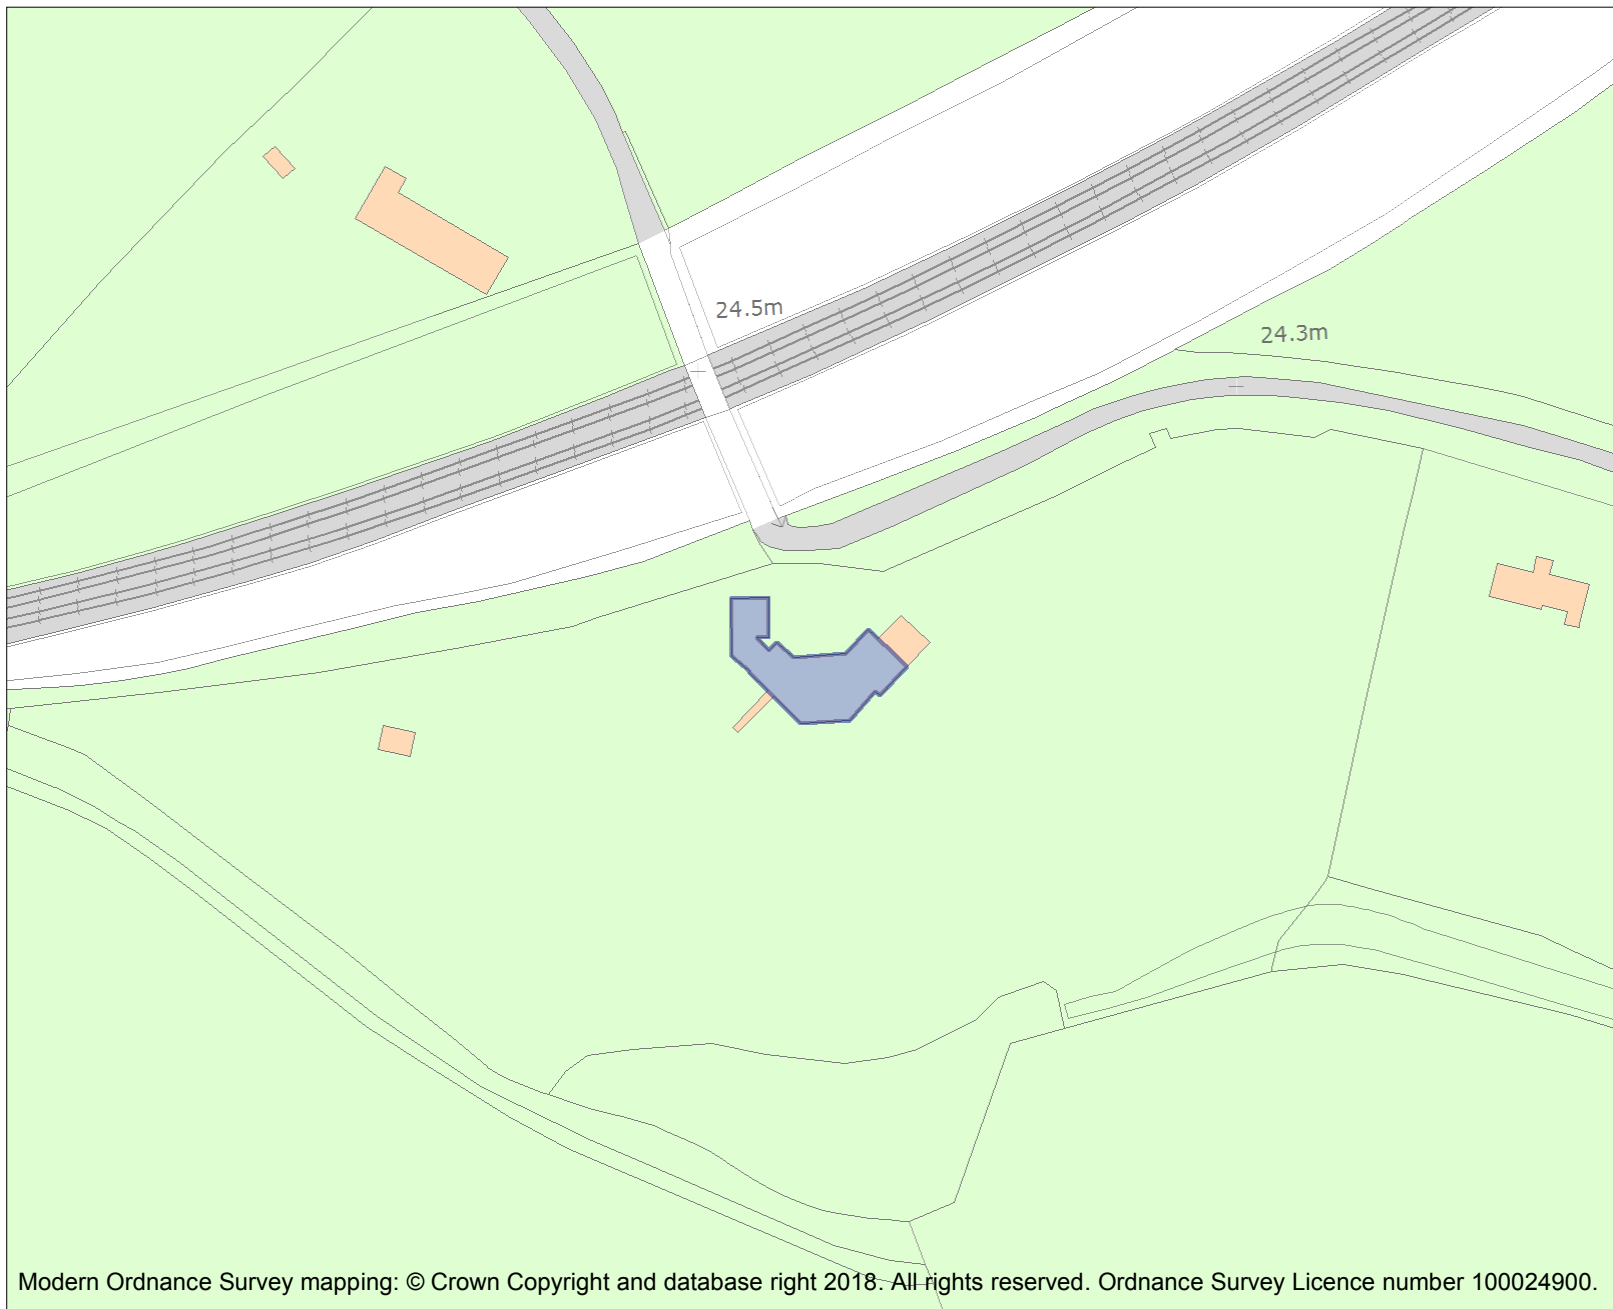 24.5m
24.3m
Modern Ordnance Survey mapping: © Crown Copyright and database right 2018. All rights reserved. Ordnance Survey Licence number 100024900.